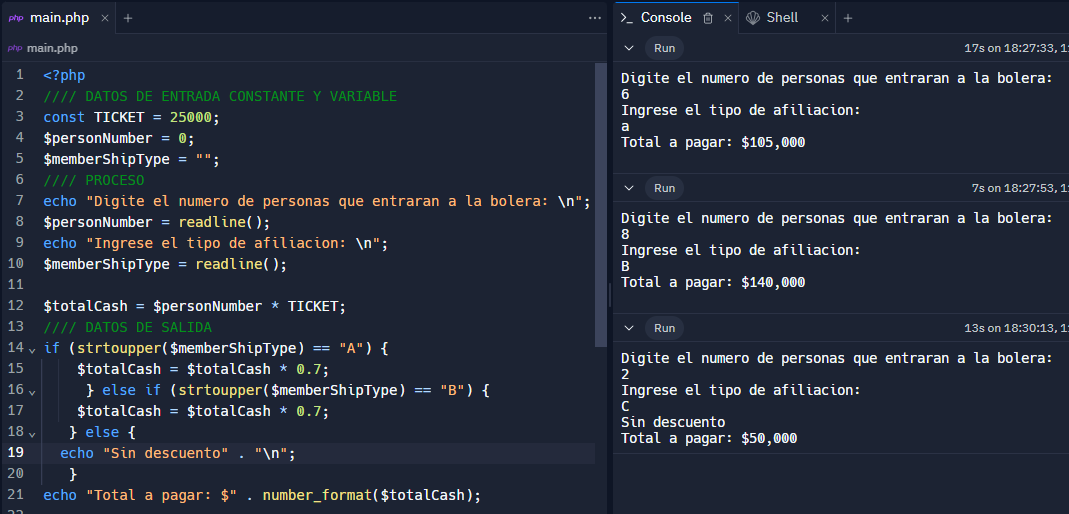 php main.php × +
...
php main.php
1 <?php
2 //// DATOS DE ENTRADA CONSTANTE Y VARIABLE
3 const TICKET = 25000;
4 $personNumber = 0;
5 $memberShipType = "";
6 //// PROCESO
7 echo "Digite el numero de personas que entraran a la bolera: \n";
8 $personNumber = readline();
9 echo "Ingrese el tipo de afiliacion: \n";
10 $memberShipType = readline();
11
12 $totalCash = $personNumber * TICKET;
13 //// DATOS DE SALIDA
14 if (strtoupper($memberShipType) == "A") {
15 $totalCash = $totalCash * 0.7;
16 } else if (strtoupper($memberShipType) == "B") {
17 $totalCash = $totalCash * 0.7;
18 } else {
19 echo "Sin descuento" . "\n";
20 }
21 echo "Total a pagar: $" . number_format($totalCash);
Console × Shell × +
Run 17s on 18:27:33,
Digite el numero de personas que entraran a la bolera:
6
Ingrese el tipo de afiliacion:
a
Total a pagar: $105,000
Run 7s on 18:27:53,
Digite el numero de personas que entraran a la bolera:
8
Ingrese el tipo de afiliacion:
B
Total a pagar: $140,000
Run 13s on 18:30:13,
Digite el numero de personas que entraran a la bolera:
2
Ingrese el tipo de afiliacion:
C
Sin descuento
Total a pagar: $50,000